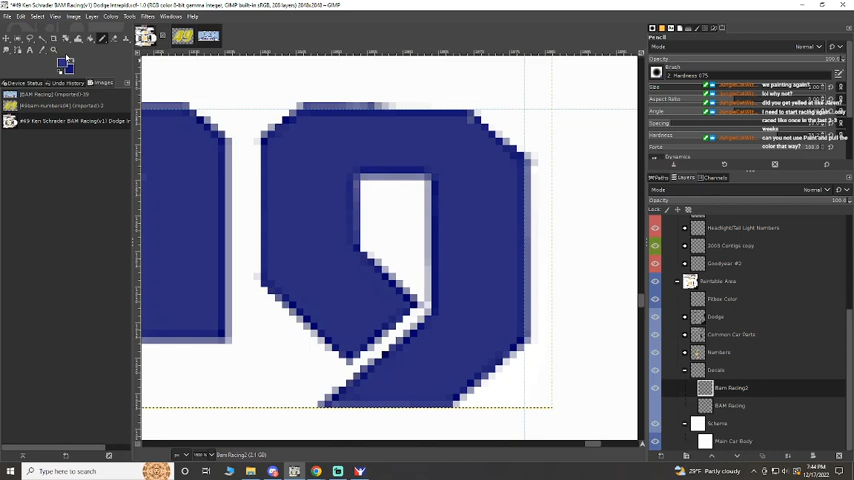 *#49 Ken Schrader BAM Racing(v1) Dodge Intrepid.xcf-1.0 (RGB color 8-bit gamma integer, GIMP built-in sRGB, 200 layers) 2048x2048 – GIMP
File Edit Select View Image Layer Colors Tools Filters Windows Help
Device Status Undo History Images
[BAM Racing] (imported)-39
[49bam-numbers04] (imported)-2
#49 Ken Schrader BAM Racing(v1) Dodge In
Pencil
Mode Normal
Opacity 100.0
Brush
2. Hardness 075
Size
Aspect Ratio
Angle
Spacing
Hardness
Force
Dynamics
we painting again?
lol why not?
did you get yelled at like Jaren?
I need to start racing again...only
raced like once in the last 2-3
weeks
can you not use Paint and pull the
color that way?
Paths Layers Channels
Mode Normal
Opacity 100.0
Lock:
Headlight/Tail Light Numbers
2003 Contigs copy
Goodyear #2
Paintable Area
Pitbox Color
Dodge
Common Car Parts
Numbers
Decals
Bam Racing2
BAM Racing
Scheme
Main Car Body
px
Bam Racing2 (2.1 GB)
Type here to search
29°F Partly cloudy
7:44 PM
12/17/2022